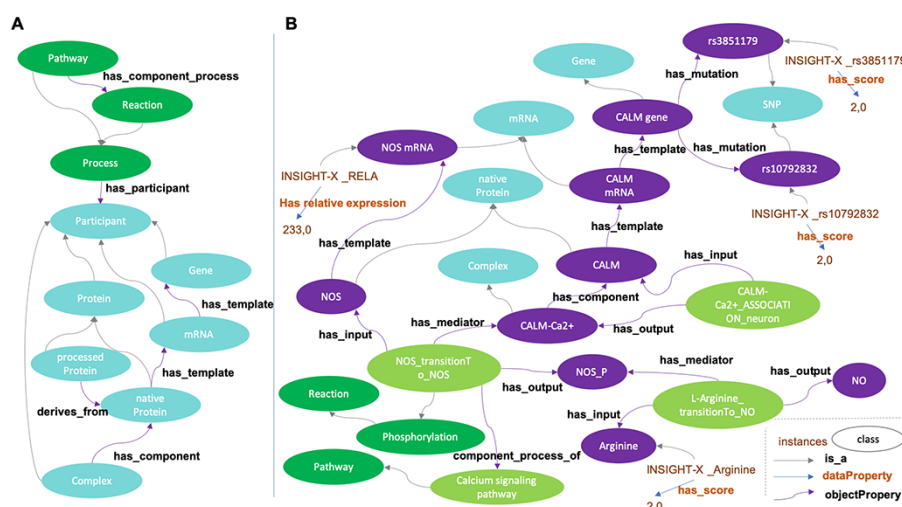 A
Pathway
has_component_process
Reaction
Process
has_participant
Participant
Gene
Protein
has_template
mRNA
processed
Protein
has_template
native
Protein
derives_from
has_component
Complex
B
rs3851179
INSIGHT-X _rs3851179
has_mutation
has_score
2,0
Gene
SNP
mRNA
CALM gene
NOS mRNA
has_template
has_mutation
rs10792832
INSIGHT-X _RELA
native
Protein
CALM
mRNA
Has relative expression
INSIGHT-X _rs10792832
has_score
233,0
has_template
has_template
2,0
Complex
CALM
has_input
NOS
has_component
CALM-
Ca2+_ASSOCIATI
ON_neuron
has_mediator
CALM-Ca2+
has_output
has_input
NOS_transitionT
o_NOS
NOS_P
has_mediator
has_output
has_output
NO
Reaction
L-Arginine_
transitionTo_NO
has_input
Phosphorylation
Arginine
instances
class
component_process_of
Pathway
INSIGHT-X _Arginine
is_a
Calcium signaling
pathway
has_score
dataProperty
2,0
objectPropery